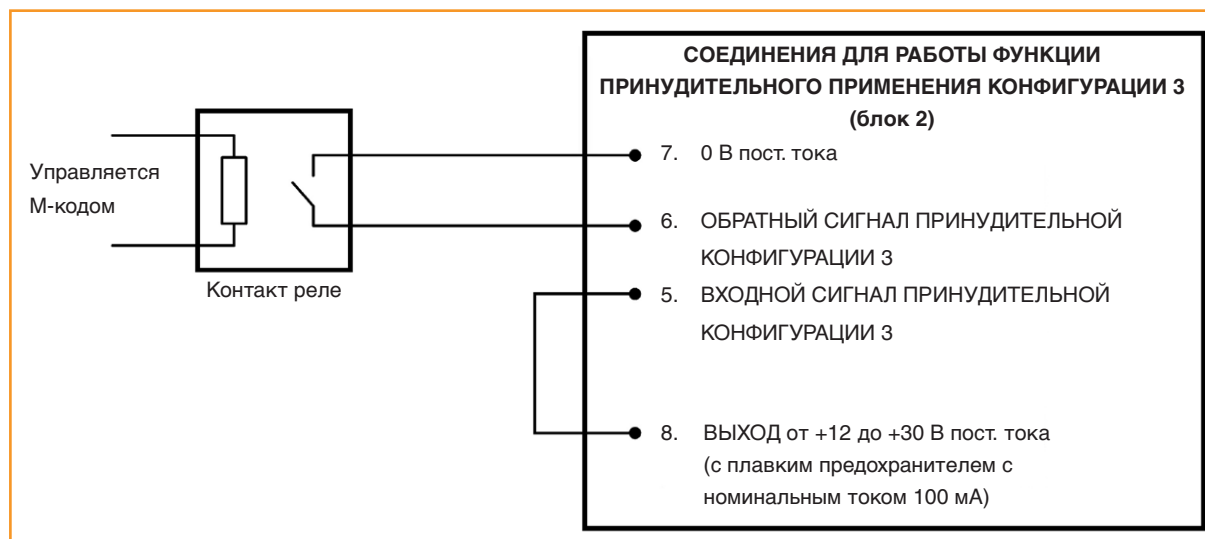 СОЕДИНЕНИЯ ДЛЯ РАБОТЫ ФУНКЦИИ
ПРИНУДИТЕЛЬНОГО ПРИМЕНЕНИЯ КОНФИГУРАЦИИ 3
(блок 2)
Управляется
М-кодом
Контакт реле
7. 0 В пост. тока
6. ОБРАТНЫЙ СИГНАЛ ПРИНУДИТЕЛЬНОЙ
КОНФИГУРАЦИИ 3
5. ВХОДНОЙ СИГНАЛ ПРИНУДИТЕЛЬНОЙ
КОНФИГУРАЦИИ 3
8. ВЫХОД от +12 до +30 В пост. тока
(с плавким предохранителем с
номинальным током 100 мА)